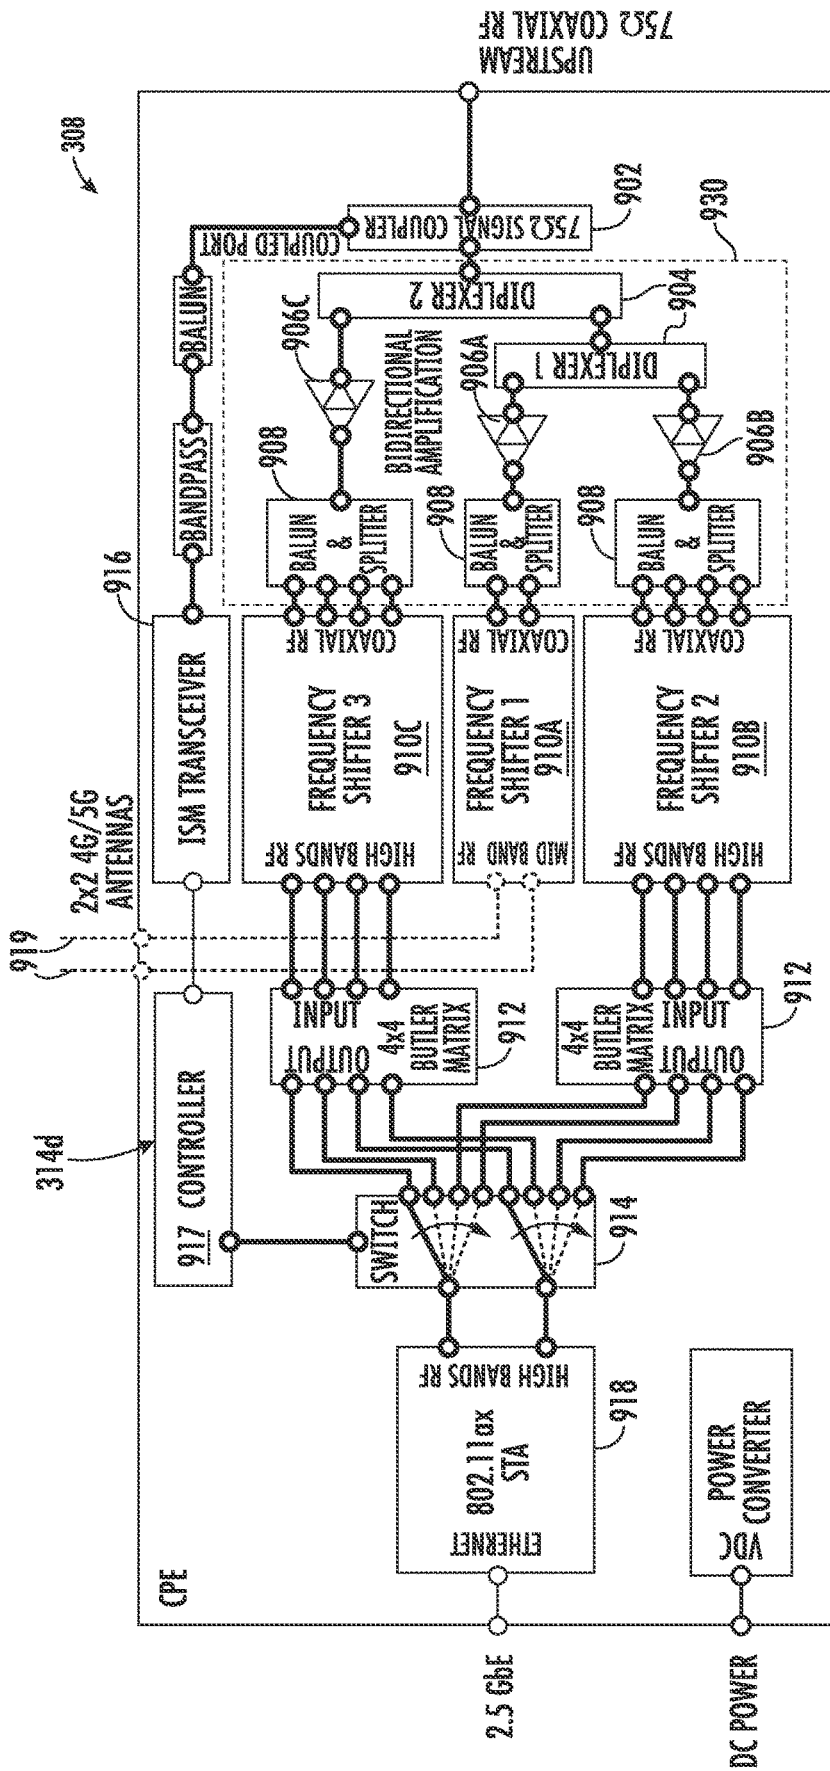 308
CPE
UPSTREAM
75Ω COAXIAL RF
2x2 4G/5G
ANTENNAS
919
314d
917 CONTROLLER
ISM TRANSCEIVER
916
BANDPASS
BALUN
COUPLED PORT
75Ω SIGNAL COUPLER
902
930
DIPLEXER 2
904
DIPLEXER 1
906C
BIDIRECTIONAL
AMPLIFICATION
906A
906B
908
BALUN
&
SPLITTER
908
BALUN
&
SPLITTER
908
BALUN
&
SPLITTER
HIGH BANDS RF
FREQUENCY
SHIFTER 3
910C
COAXIAL RF
MID BAND RF
FREQUENCY
SHIFTER 1
910A
COAXIAL RF
HIGH BANDS RF
FREQUENCY
SHIFTER 2
910B
COAXIAL RF
OUTPUT
INPUT
4x4
BUTLER
MATRIX
912
4x4
BUTLER
MATRIX
OUTPUT
INPUT
912
SWITCH
914
ETHERNET
802.11ax
STA
HIGH BANDS RF
918
VDC
POWER
CONVERTER
2.5 GbE
DC POWER